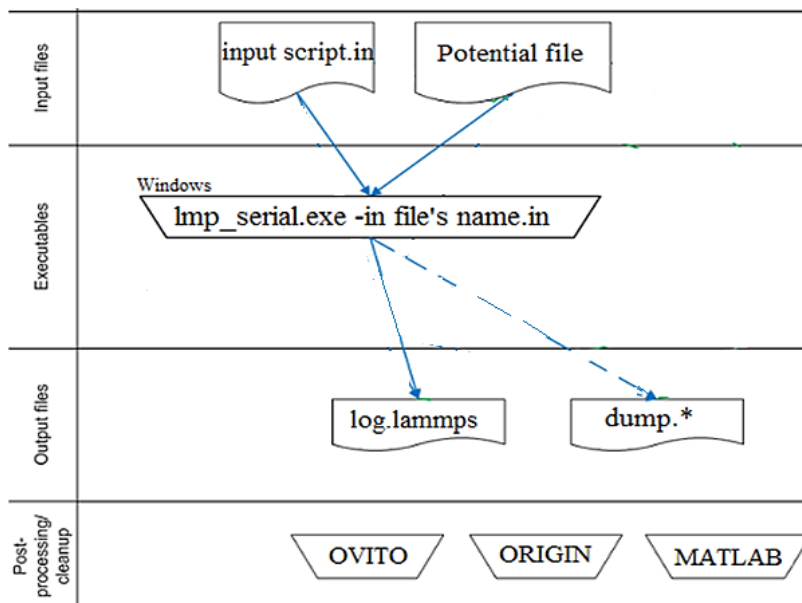 Input files
input script.in
Potential file
Executables
Windows
lmp_serial.exe -in file's name.in
Output files
log.lammps
dump.*
Post-
processing/
cleanup
OVITO
ORIGIN
MATLAB